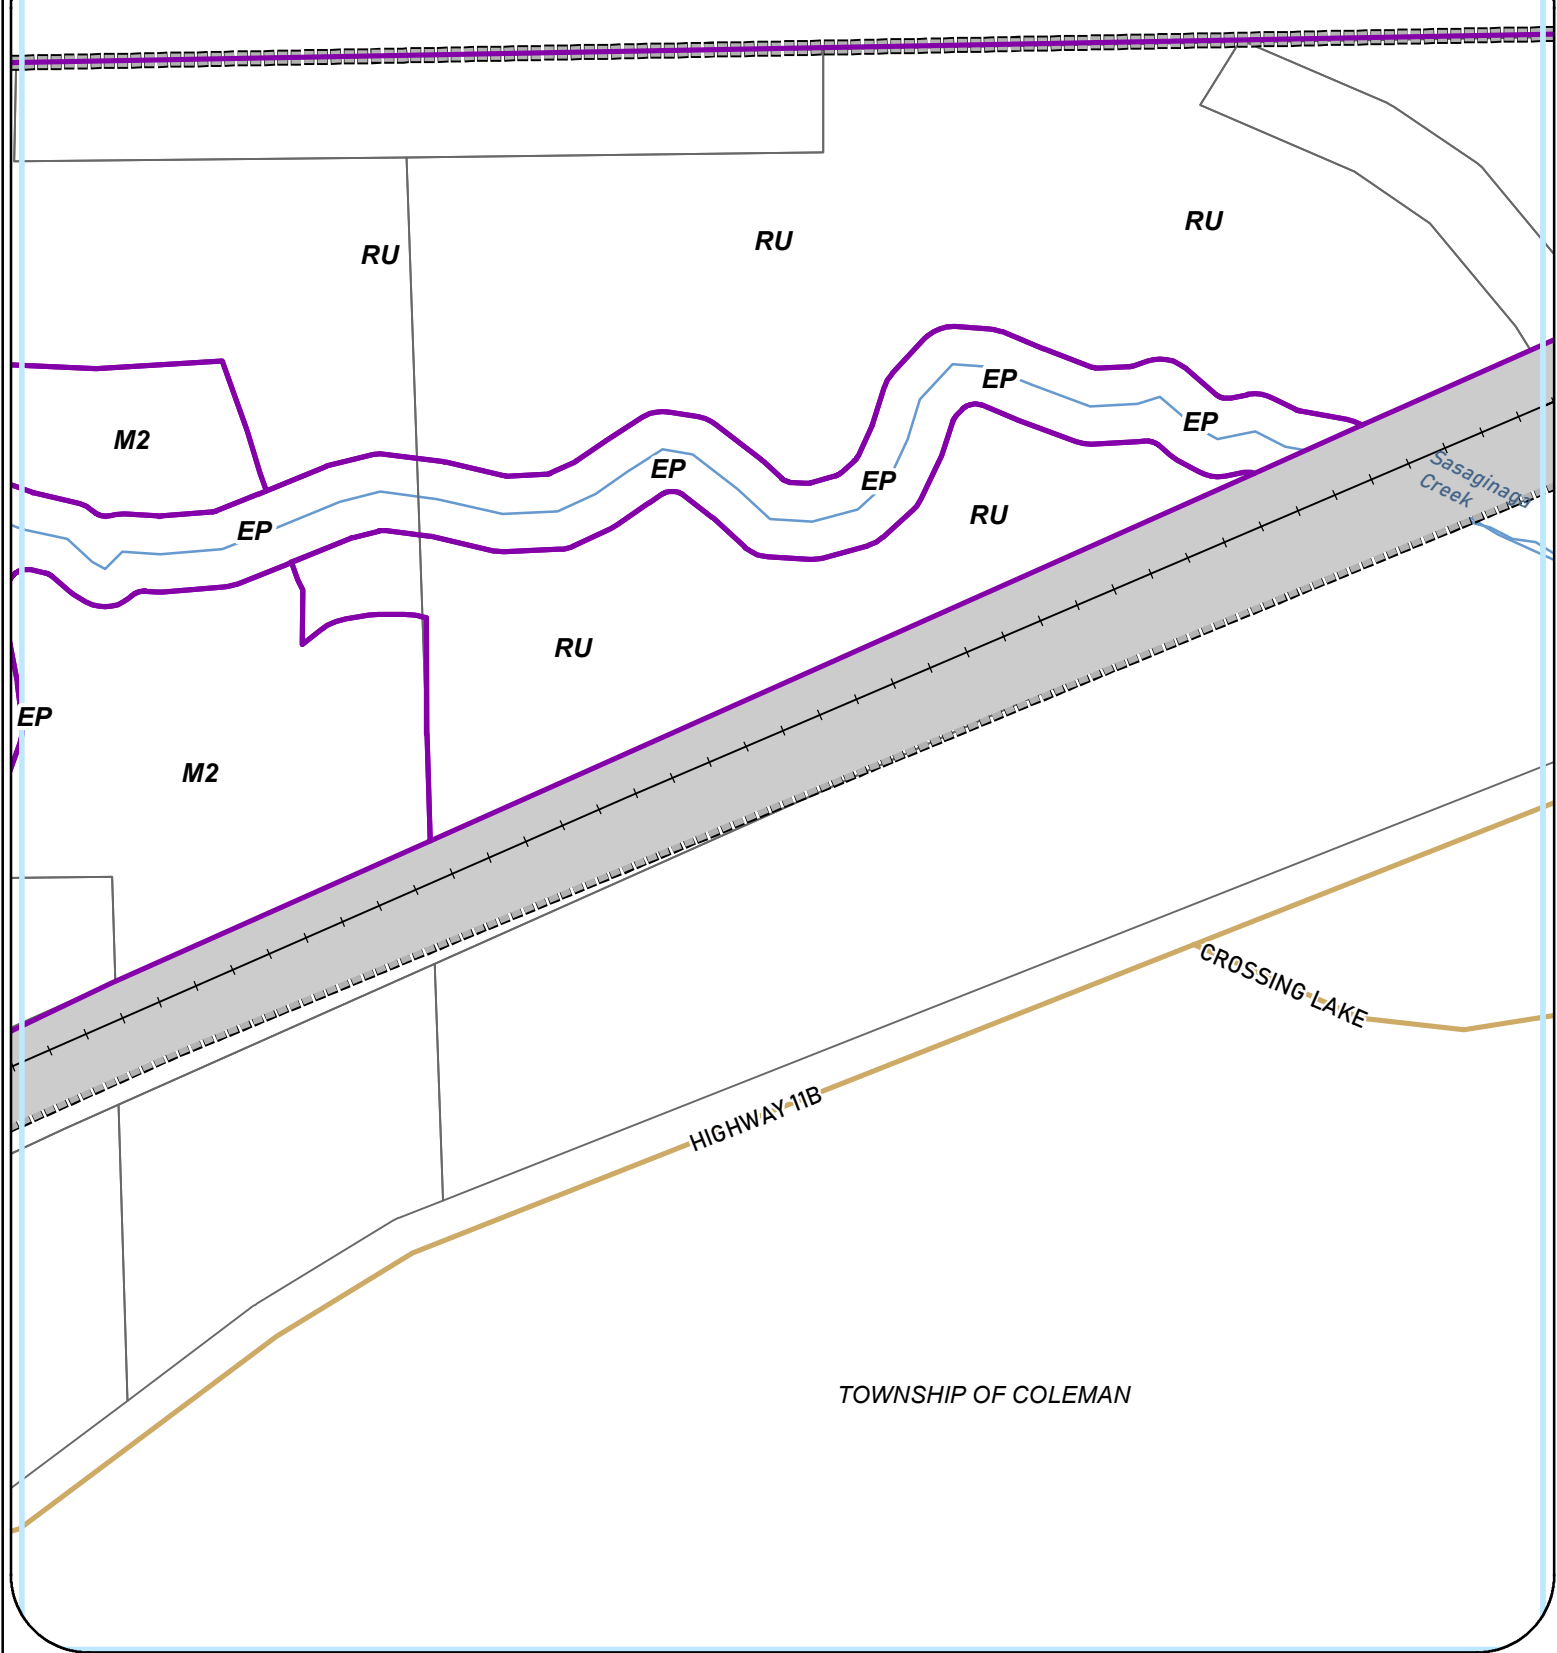 RU
RU
RU
EP
EP
M2
Sasaginaga
Creek
EP
EP
RU
EP
RU
EP
M2
CROSSING LAKE
HIGHWAY 11B
TOWNSHIP OF COLEMAN